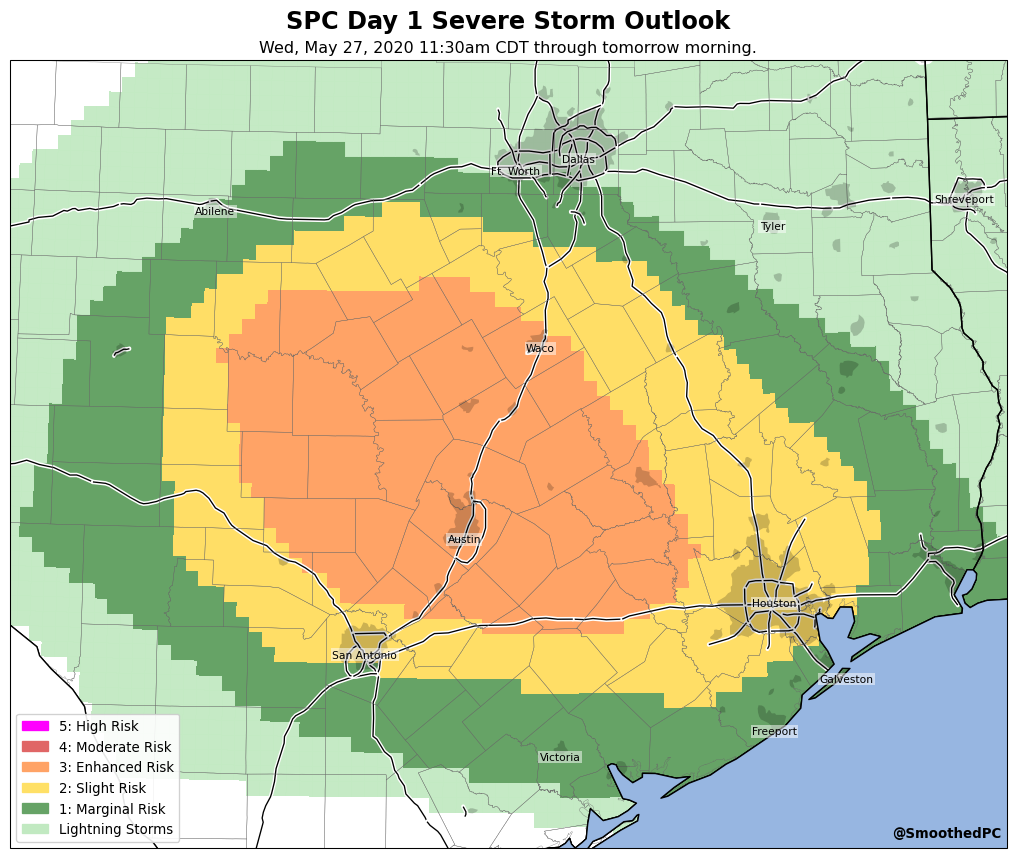 SPC Day 1 Severe Storm Outlook
Wed, May 27, 2020 11:30am CDT through tomorrow morning.
Dallas
Ft. Worth
Shreveport
Abilene
Tyler
Waco
Austin
Houston
San Antonio
Galveston
Freeport
Victoria
5: High Risk
4: Moderate Risk
3: Enhanced Risk
2: Slight Risk
1: Marginal Risk
Lightning Storms
@SmoothedPC